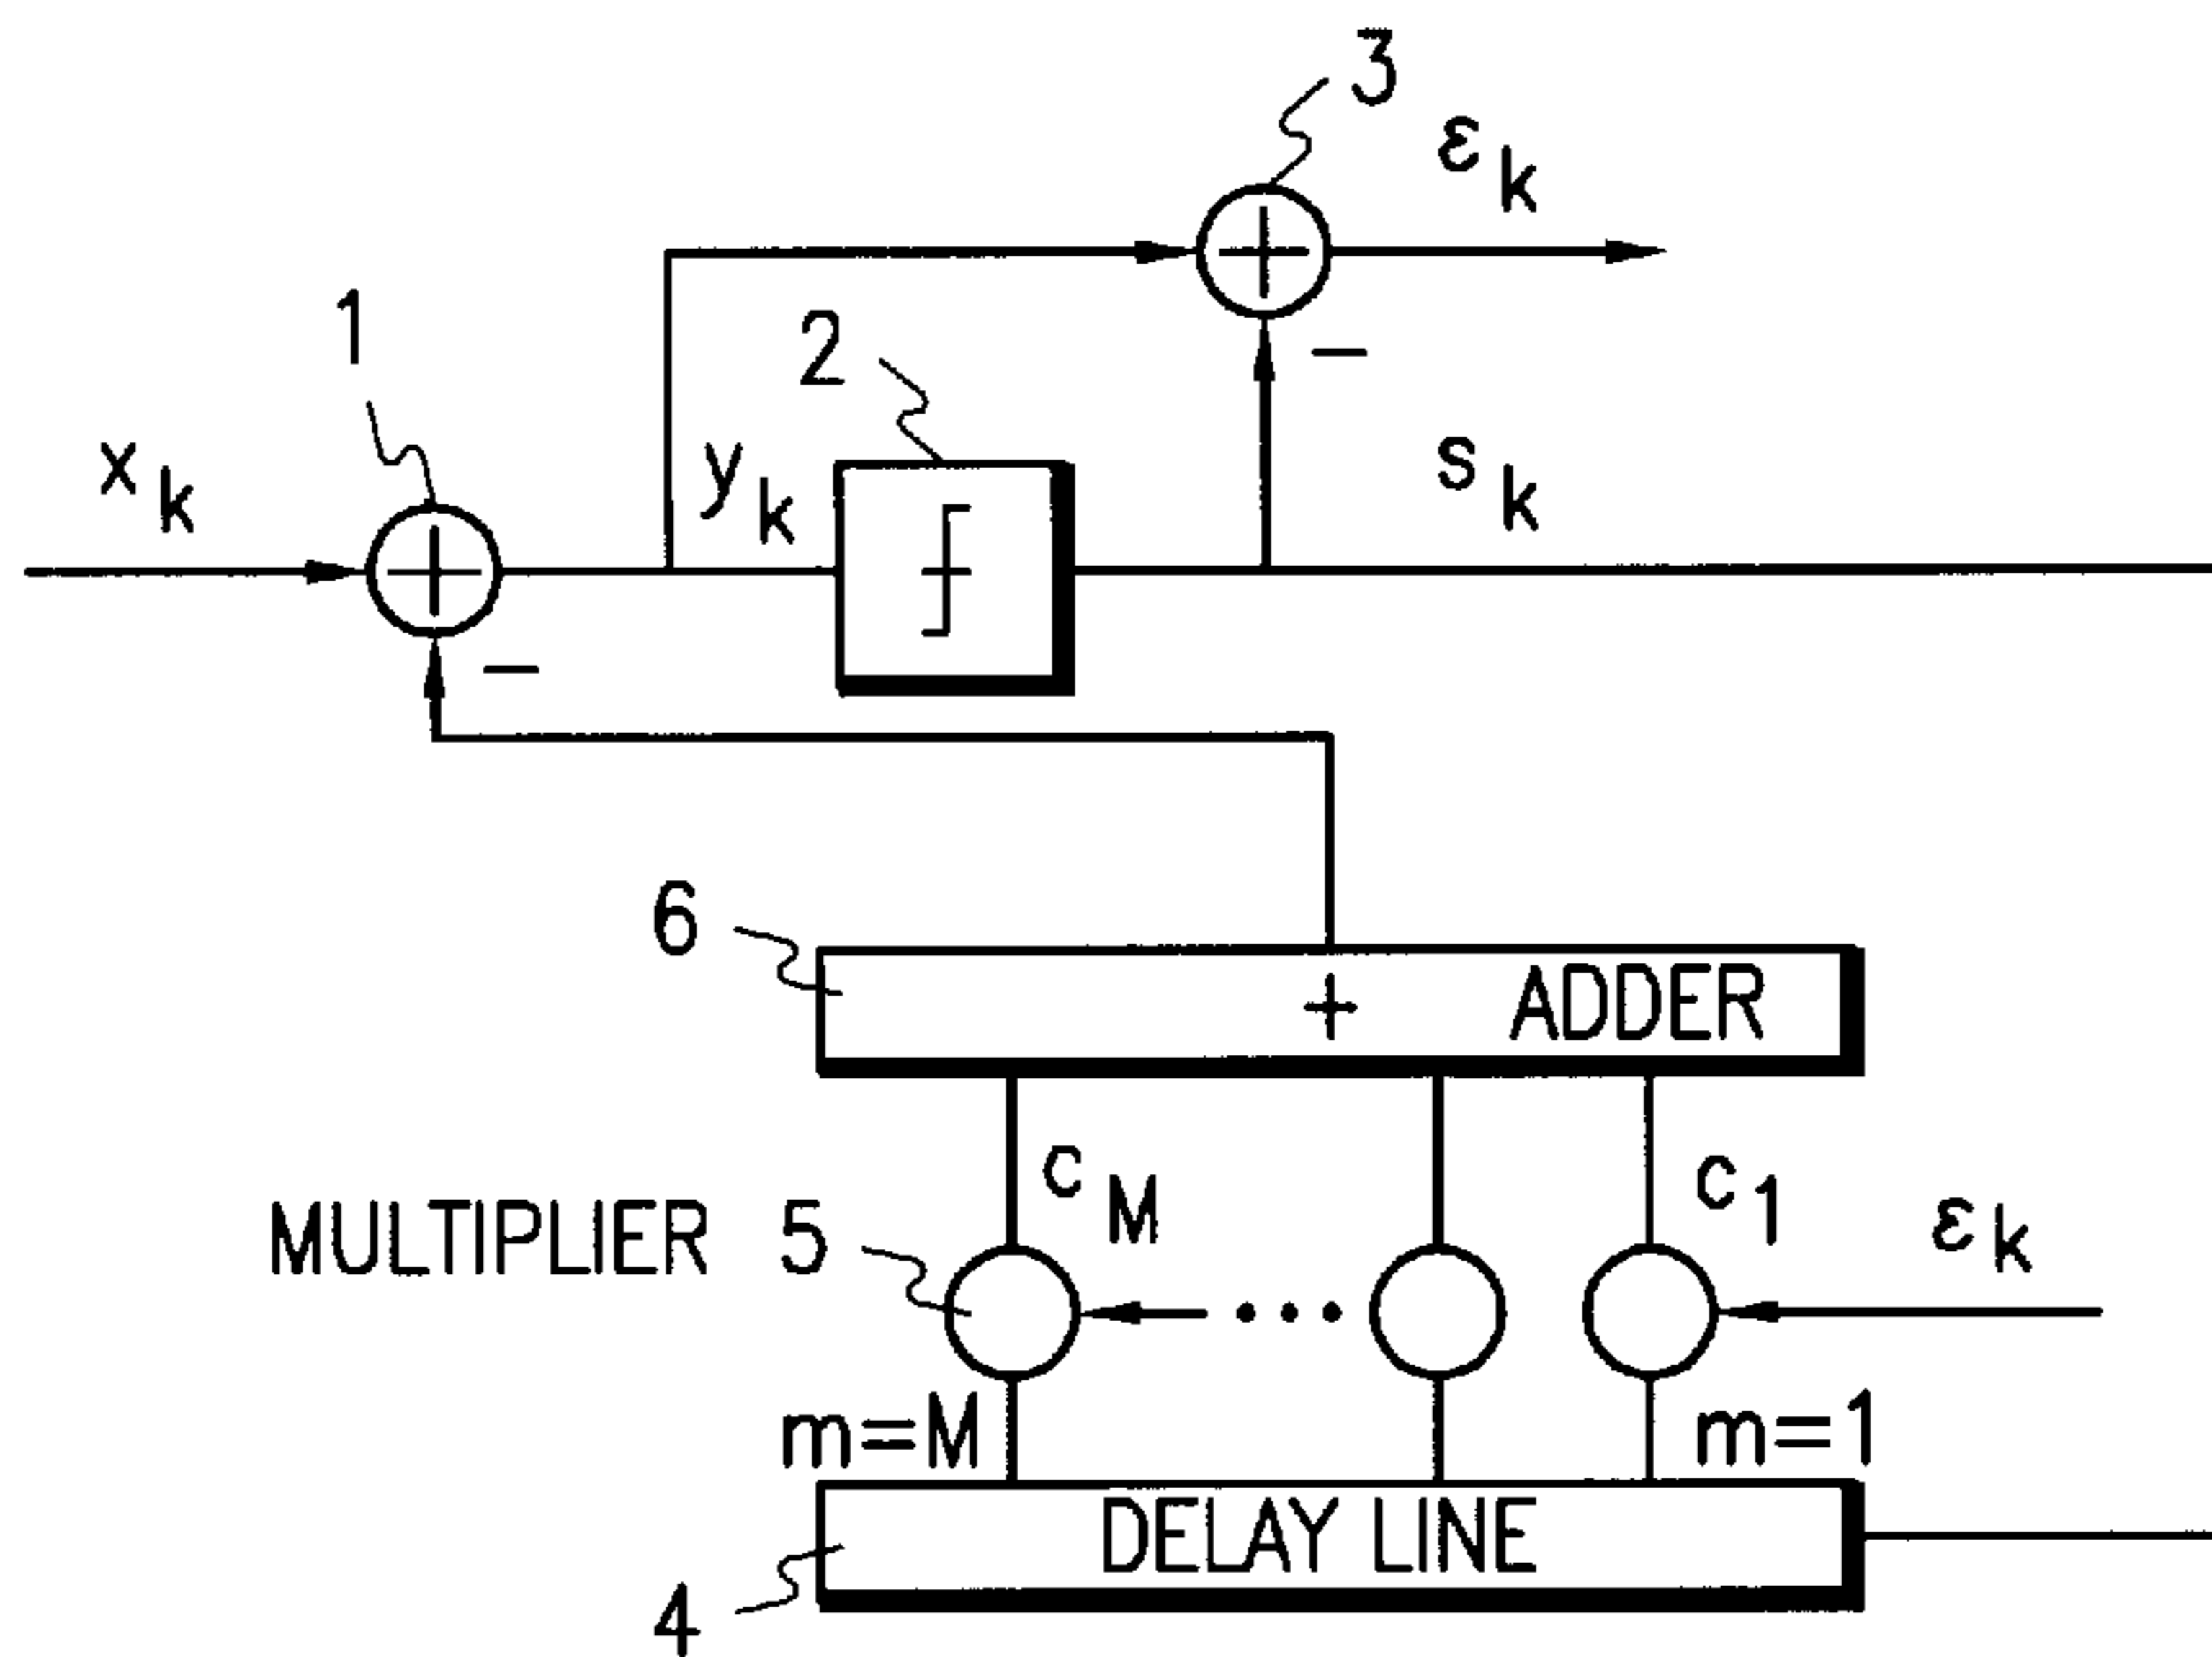 3
ε k
1
2
x k
y k
s k
−
−
6
+ ADDER
c M
c 1
MULTIPLIER 5
ε k
m=M
m=1
DELAY LINE
4